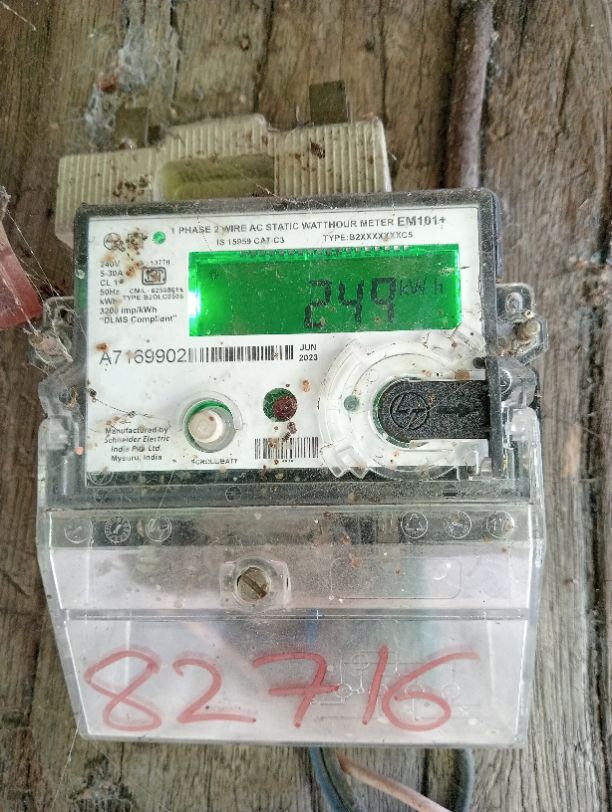 1 PHASE 2 WIRE AC STATIC WATTHOUR METER EM101+
IS 15959 CAT-C3 TYPE:B2XXXXXXXC5
240V
5-30A
CL 1
50Hz
kWh
3200 imp/kWh
"DLMS Compliant"
249 kWh
A7169902
JUN
2023
Manufactured by
Schneider Electric
India Pvt. Ltd.
Mysuru, India
SCROLL/BATT
82716